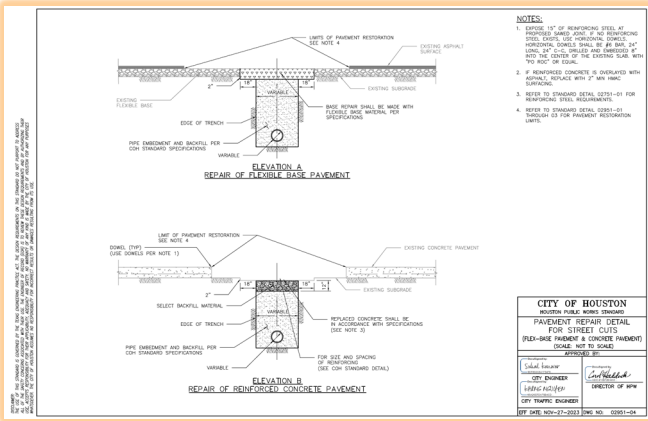 LIMITS OF PAVEMENT RESTORATION
SEE NOTE 4
EXISTING ASPHALT
SURFACE
2"
18"
VARIABLE
18"
EXISTING SUBGRADE
EXISTING
FLEXIBLE BASE
BASE REPAIR SHALL BE MADE WITH
FLEXIBLE BASE MATERIAL PER
SPECIFICATIONS
EDGE OF TRENCH
PIPE EMBEDMENT AND BACKFILL PER
COH STANDARD SPECIFICATIONS
VARIABLE
ELEVATION A
REPAIR OF FLEXIBLE BASE PAVEMENT
LIMIT OF PAVEMENT RESTORATION
SEE NOTE 4
DOWEL (TYP)
(USE DOWELS PER NOTE 1)
EXISTING CONCRETE PAVEMENT
2"
18"
18"
EXISTING SUBGRADE
SELECT BACKFILL MATERIAL
VARIABLE
EDGE OF TRENCH
REPLACED CONCRETE SHALL BE
IN ACCORDANCE WITH SPECIFICATIONS
(SEE NOTE 3)
PIPE EMBEDMENT AND BACKFILL PER
COH STANDARD SPECIFICATIONS
VARIABLE
FOR SIZE AND SPACING
OF REINFORCING
(SEE COH STANDARD DETAIL)
ELEVATION B
REPAIR OF REINFORCED CONCRETE PAVEMENT
NOTES:
1. EXPOSE 15" OF REINFORCING STEEL AT
PROPOSED SAWED JOINT. IF NO REINFORCING
STEEL EXISTS, USE HORIZONTAL DOWELS.
HORIZONTAL DOWELS SHALL BE #6 BAR, 24"
LONG, 24" C-C, DRILLED AND EMBEDDED 8"
INTO THE CENTER OF THE EXISTING SLAB. WITH
"PO ROC" OR EQUAL.
2. IF REINFORCED CONCRETE IS OVERLAYED WITH
ASPHALT, REPLACE WITH 2" MIN HMAC
SURFACING.
3. REFER TO STANDARD DETAIL 02751-01 FOR
REINFORCING STEEL REQUIREMENTS.
4. REFER TO STANDARD DETAIL 02951-01
THROUGH 03 FOR PAVEMENT RESTORATION
LIMITS.
CITY OF HOUSTON
HOUSTON PUBLIC WORKS STANDARD
PAVEMENT REPAIR DETAIL
FOR STREET CUTS
(FLEX-BASE PAVEMENT & CONCRETE PAVEMENT)
(SCALE: NOT TO SCALE)
APPROVED BY:
CITY ENGINEER
DIRECTOR OF HPW
CITY TRAFFIC ENGINEER
EFF DATE: NOV-27-2023
DWG NO: 02951-04